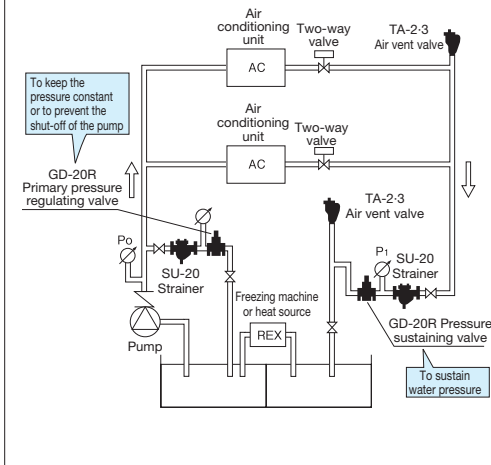 Air
conditioning
unit
Two-way
valve
TA-2·3
Air vent valve
AC
To keep the
pressure constant
or to prevent the
shut-off of the pump
Air
conditioning
unit
Two-way
valve
AC
GD-20R
Primary pressure
regulating valve
TA-2·3
Air vent valve
Po
SU-20
Strainer
P1
SU-20
Strainer
Freezing machine
or heat source
REX
Pump
GD-20R Pressure
sustaining valve
To sustain
water pressure